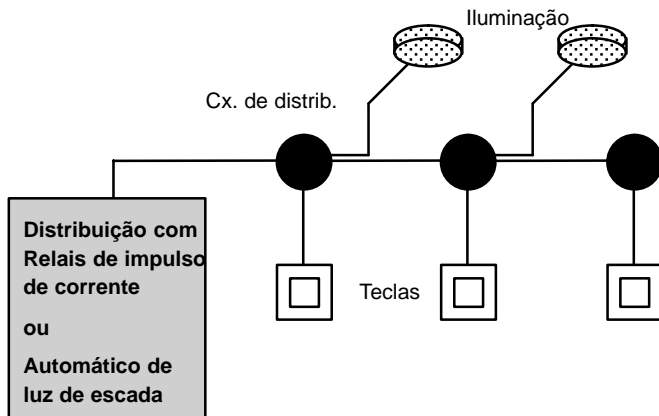 Iluminação
Cx. de distrib.
Distribuição com
Relais de impulso
de corrente
ou
Automático de
luz de escada
Teclas